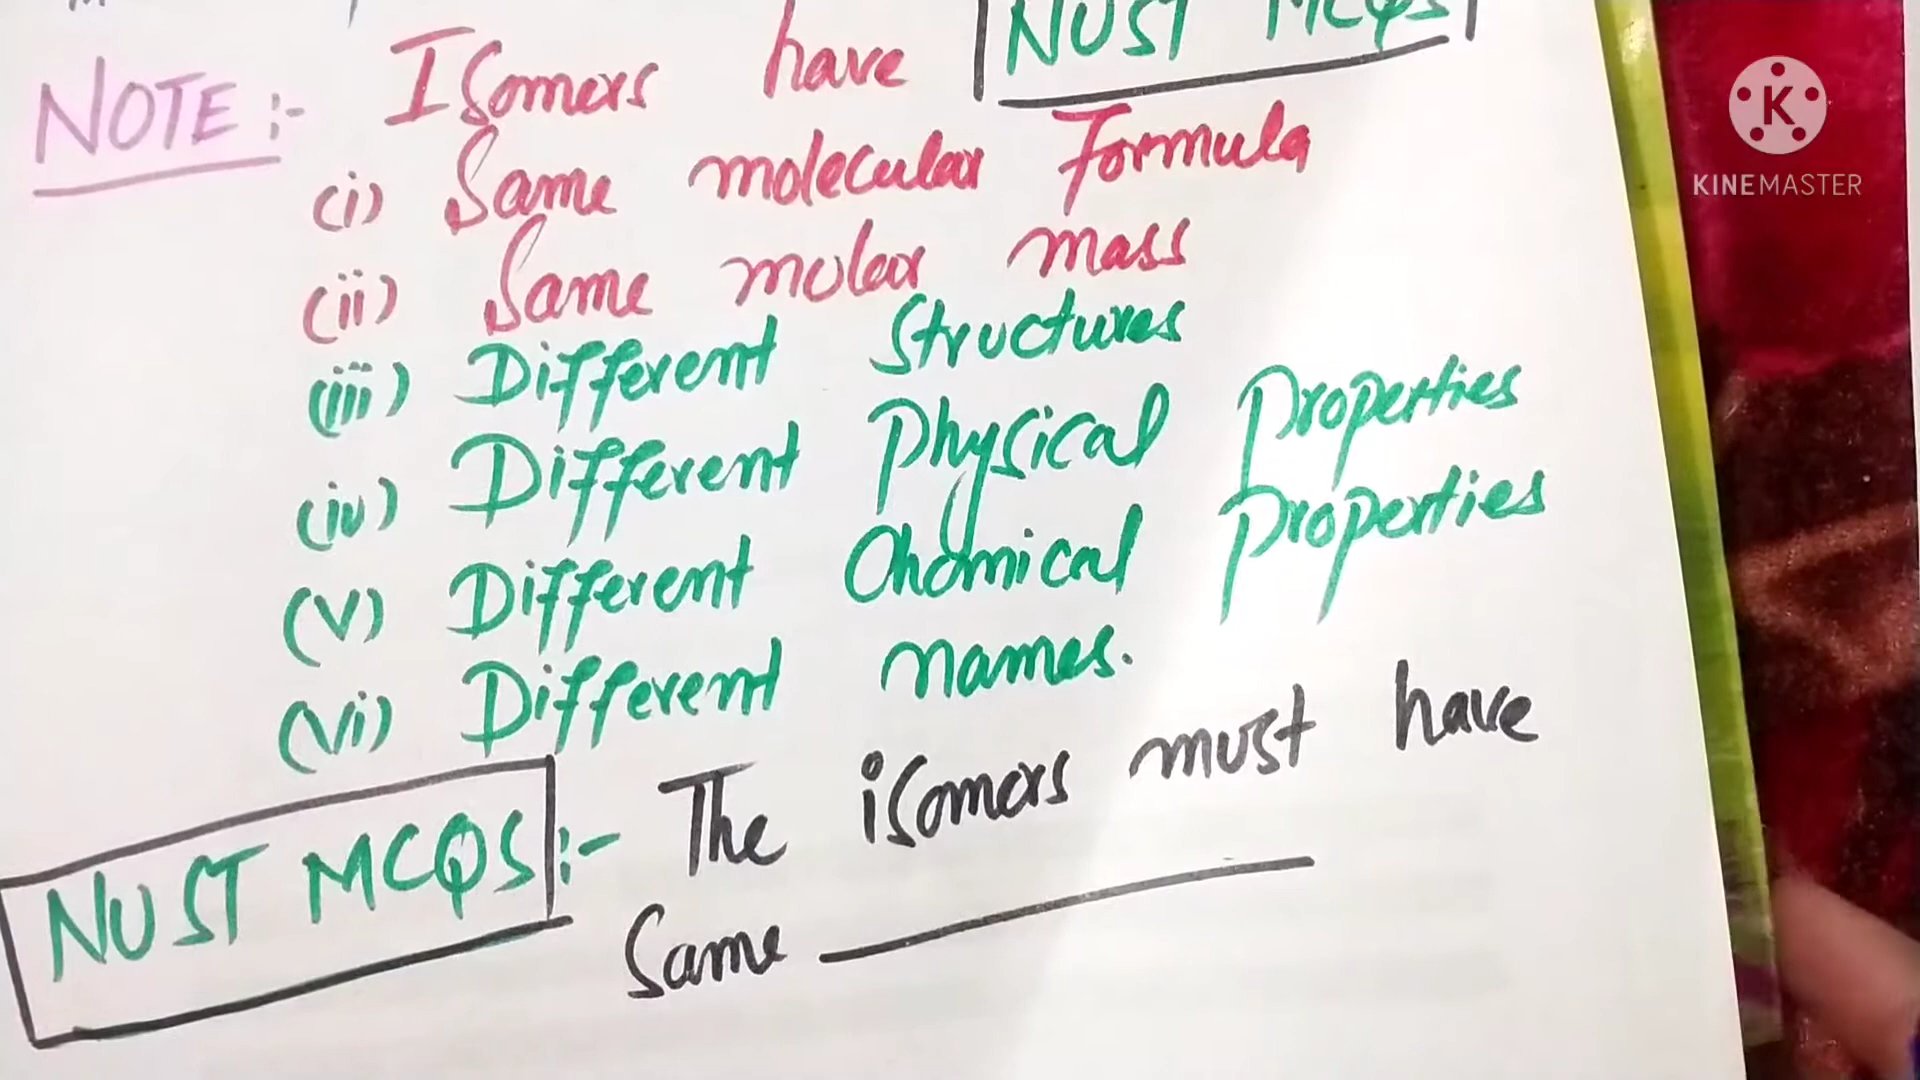 NOTE :- Isomers have NUST MCQS
(i) Same molecular Formula
(ii) Same molar mass
(iii) Different Structures
(iv) Different Physical Properties
(v) Different Chemical Properties
(vi) Different names.
NUST MCQS :- The isomers must have
Same
K
KINEMASTER